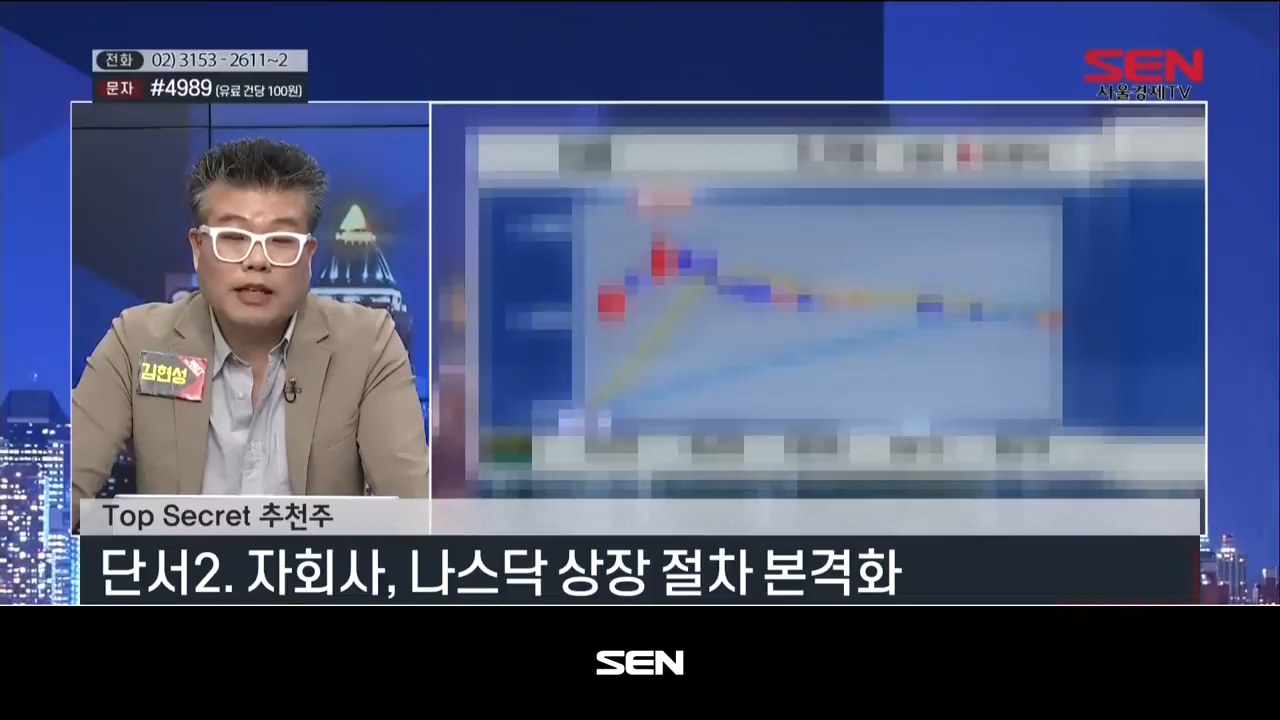 전화 02) 3153 - 2611~2
문자 #4989 (유료 건당 100원)
SEN
서울경제TV
김현성
Top Secret 추천주
단서2. 자회사, 나스닥 상장 절차 본격화
SEN